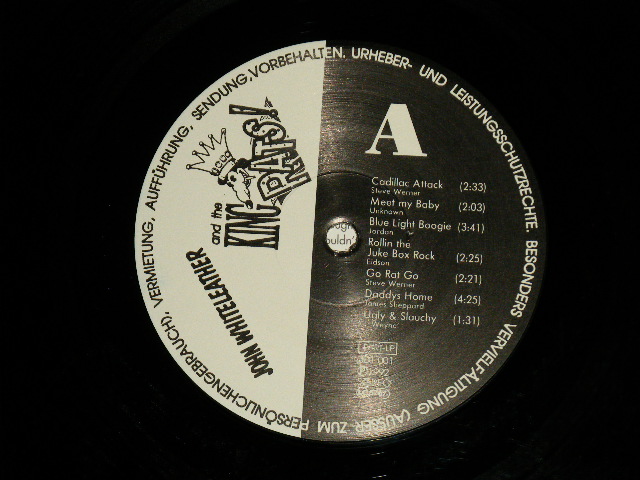 VERMIETUNG, AUFFÜHRUNG, SENDUNG, VORBEHALTEN. URHEBER- UND LEISTUNGSSCHUTZRECHTE. BESONDERS VERVIELFÄLTIGUNG (AUSSER ZUM PERSÖNLICHENGEBRAUCH),
JOHN WHITELEATHER
and the
KING
RATS!
A
Cadillac Attack (2:33)
Steve Werner
Meet my Baby (2:03)
Unknown
Blue Light Boogie (3:41)
Jordan
Rollin the
Juke Box Rock (2:25)
Eidson
Go Rat Go (2:21)
Steve Werner
Daddys Home (4:25)
James Sheppard
Ugly & Slauchy (1:31)
Wayne